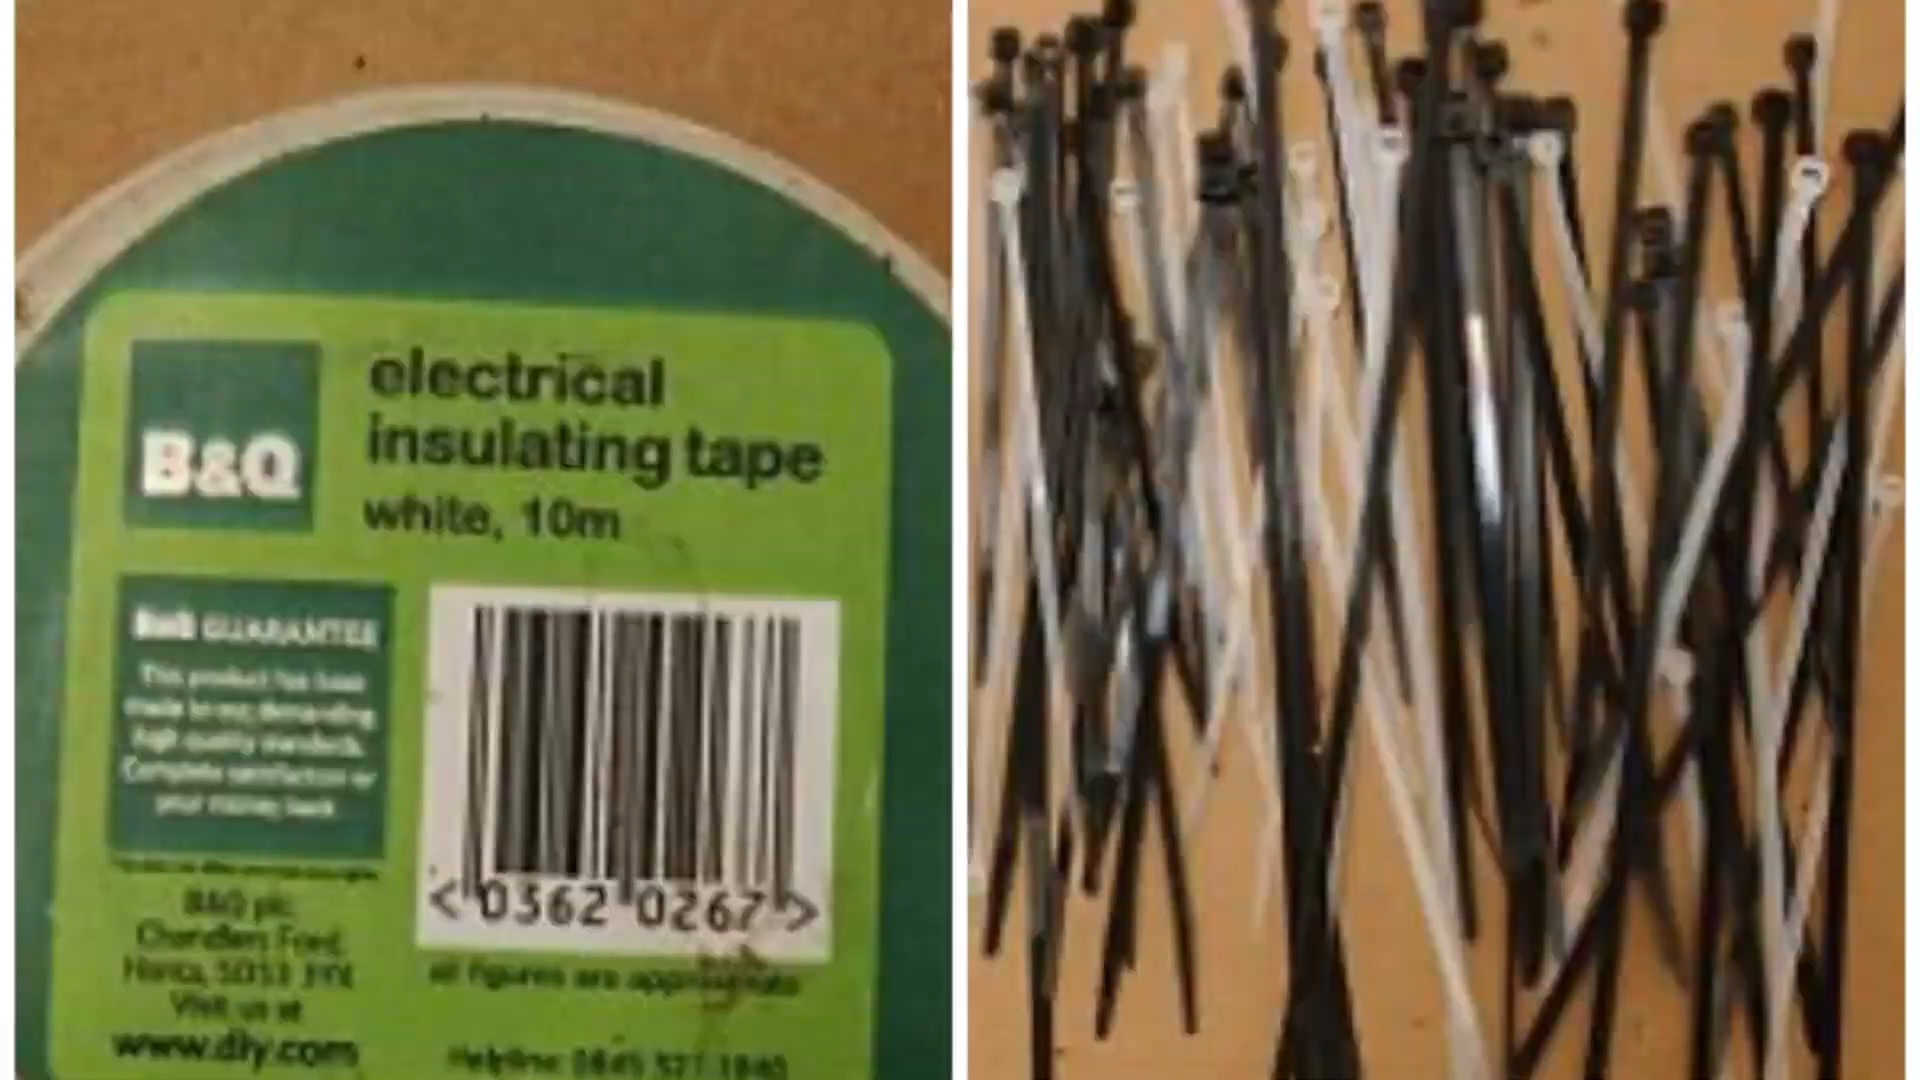 electrical
insulating tape
white, 10m
B&Q
B&Q GUARANTEE
This product has been
made to our demanding
high quality standards.
Complete satisfaction or
your money back
<0362 0267>
B&Q plc
Chandlers Ford,
Hants, SO53
Visit us at
www.diy.com
all figures are approximate
Helpline: 0845